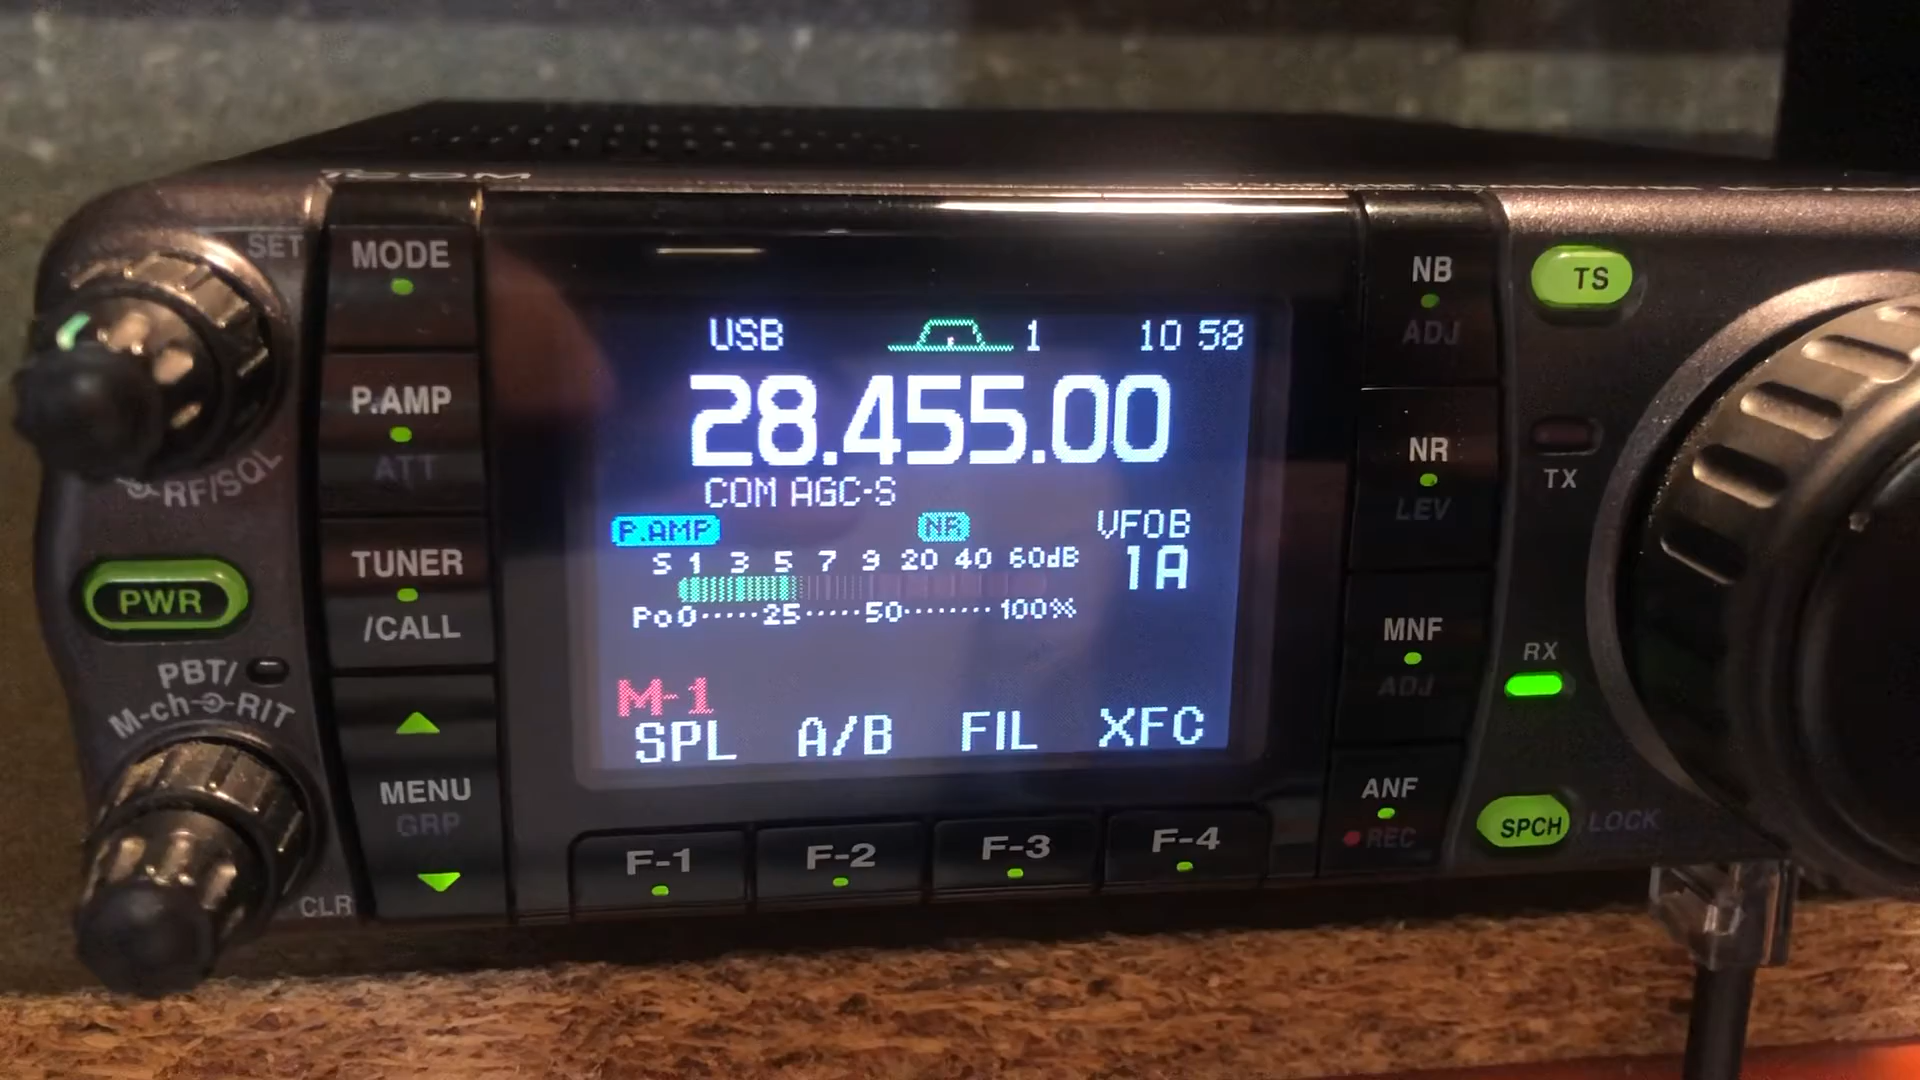 ICOM
SET
MODE
P.AMP
ATT
RF/SQL
PWR
TUNER
/CALL
PBT/
M-ch RIT
MENU
GRP
CLR
USB 1 10 58
28.455.00
COM AGC-S
P.AMP NR VFOB
S 1 3 5 7 9 20 40 60dB
1A
Po0·····25·····50········100%
M-1
SPL A/B FIL XFC
F-1 F-2 F-3 F-4
NB
ADJ
NR
LEV
MNF
ADJ
ANF
REC
TS
TX
RX
SPCH LOCK